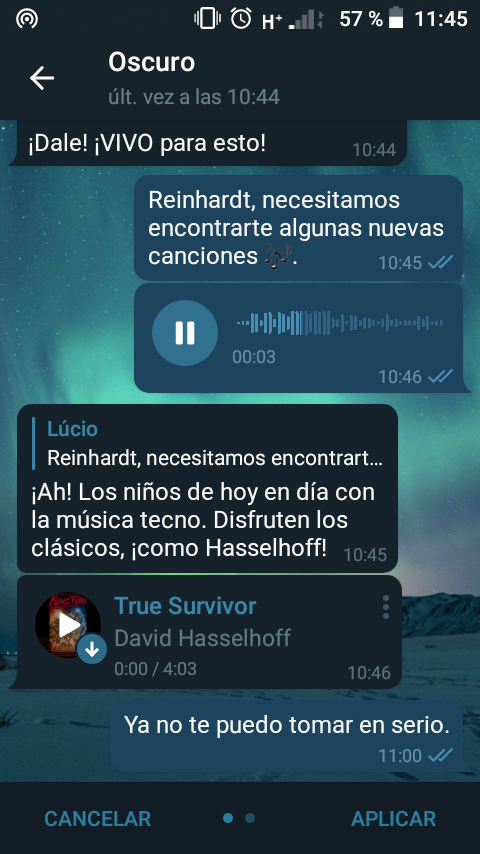 H+ 57 % 11:45
Oscuro
últ. vez a las 10:44
¡Dale! ¡VIVO para esto!
10:44
Reinhardt, necesitamos
encontrarte algunas nuevas
canciones 🎶.
10:45
00:03
10:46
Lúcio
Reinhardt, necesitamos encontrart...
¡Ah! Los niños de hoy en día con
la música tecno. Disfruten los
clásicos, ¡como Hasselhoff!
10:45
KUNG FURY
True Survivor
David Hasselhoff
0:00 / 4:03
10:46
Ya no te puedo tomar en serio.
11:00
CANCELAR
APLICAR